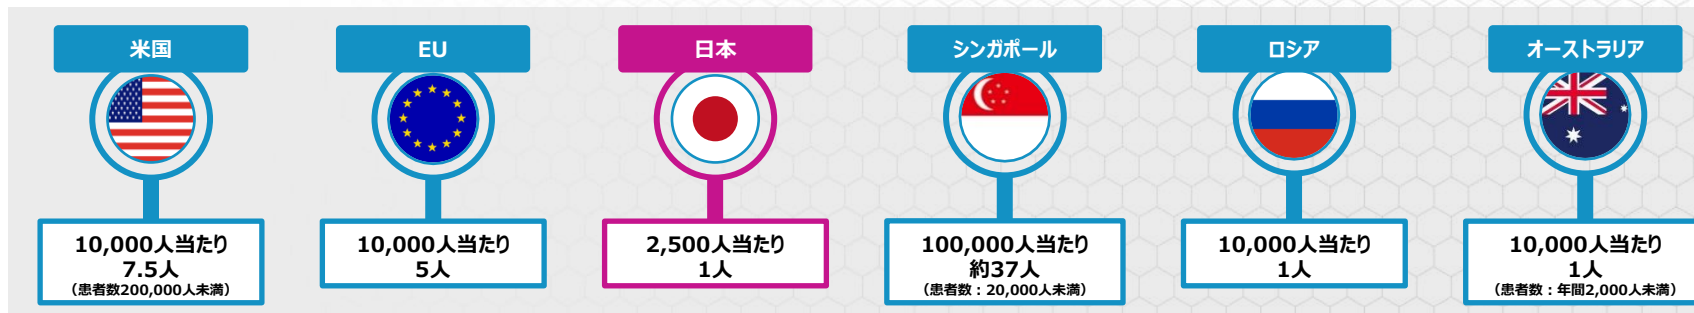 米国
10,000人当たり
7.5人
（患者数200,000人未満）
EU
10,000人当たり
5人
日本
2,500人当たり
1人
シンガポール
100,000人当たり
約37人
（患者数：20,000人未満）
ロシア
10,000人当たり
1人
オーストラリア
10,000人当たり
1人
（患者数：年間2,000人未満）